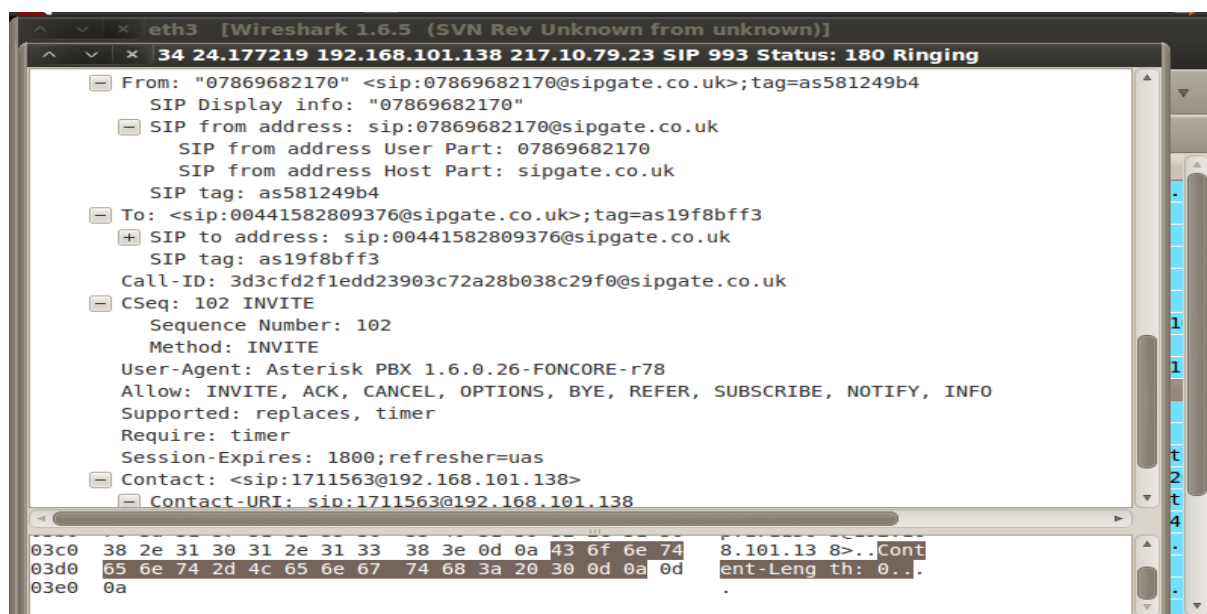 eth3 [Wireshark 1.6.5 (SVN Rev Unknown from unknown)]
34 24.177219 192.168.101.138 217.10.79.23 SIP 993 Status: 180 Ringing
From: "07869682170" <sip:07869682170@sipgate.co.uk>;tag=as581249b4
SIP Display info: "07869682170"
SIP from address: sip:07869682170@sipgate.co.uk
SIP from address User Part: 07869682170
SIP from address Host Part: sipgate.co.uk
SIP tag: as581249b4
To: <sip:00441582809376@sipgate.co.uk>;tag=as19f8bff3
SIP to address: sip:00441582809376@sipgate.co.uk
SIP tag: as19f8bff3
Call-ID: 3d3cfd2f1edd23903c72a28b038c29f0@sipgate.co.uk
CSeq: 102 INVITE
Sequence Number: 102
Method: INVITE
User-Agent: Asterisk PBX 1.6.0.26-FONCORE-r78
Allow: INVITE, ACK, CANCEL, OPTIONS, BYE, REFER, SUBSCRIBE, NOTIFY, INFO
Supported: replaces, timer
Require: timer
Session-Expires: 1800;refresher=uas
Contact: <sip:1711563@192.168.101.138>
Contact-URI: sip:1711563@192.168.101.138
03c0 38 2e 31 30 31 2e 31 33 38 3e 0d 0a 43 6f 6e 74 8.101.13 8>..Cont
03d0 65 6e 74 2d 4c 65 6e 67 74 68 3a 20 30 0d 0a 0d ent-Leng th: 0...
03e0 0a .